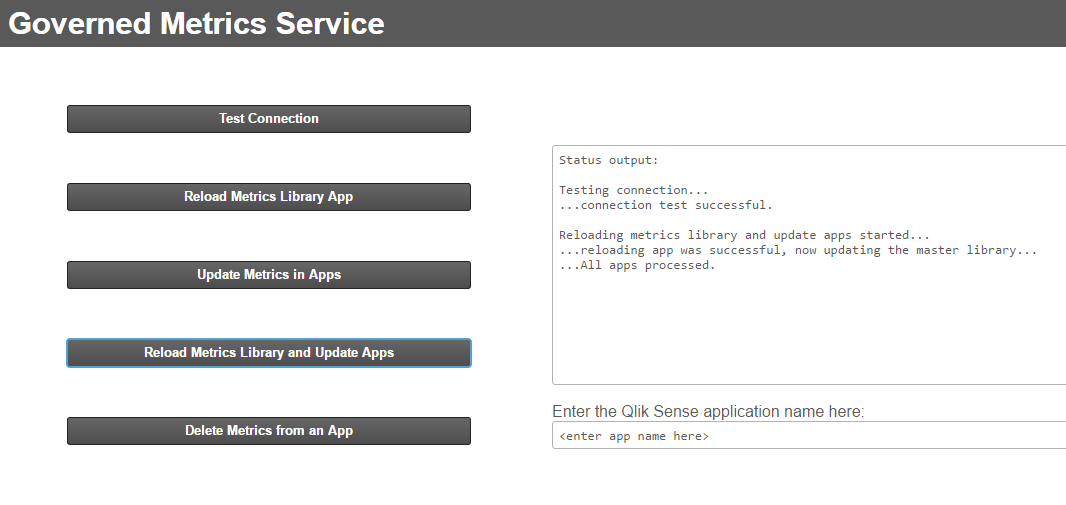 Governed Metrics Service
Test Connection
Reload Metrics Library App
Update Metrics in Apps
Reload Metrics Library and Update Apps
Delete Metrics from an App
Status output:
Testing connection...
...connection test successful.
Reloading metrics library and update apps started...
...reloading app was successful, now updating the master library...
...All apps processed.
Enter the Qlik Sense application name here:
<enter app name here>